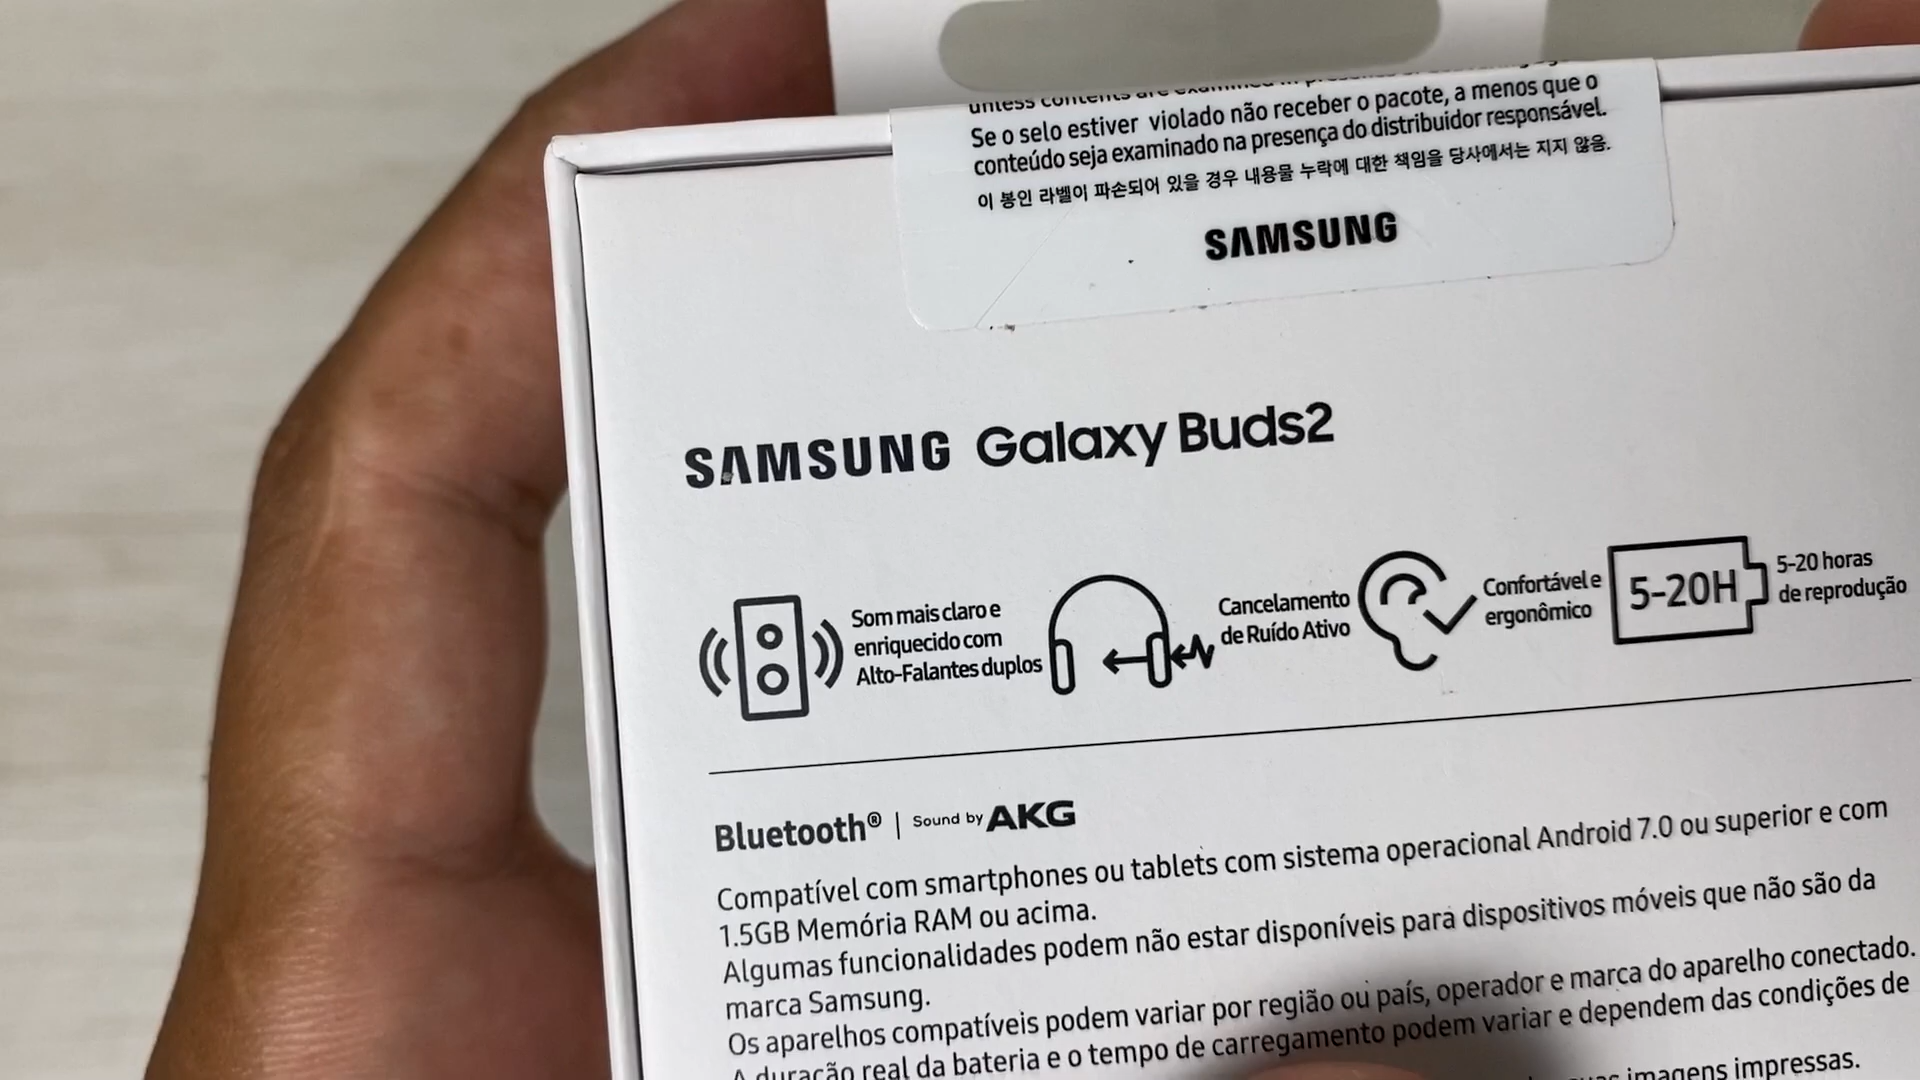 unless contents are examined in
Se o selo estiver violado não receber o pacote, a menos que o
conteúdo seja examinado na presença do distribuidor responsável.
이 봉인 라벨이 파손되어 있을 경우 내용물 누락에 대한 책임을 당사에서는 지지 않음.
SAMSUNG
SAMSUNG Galaxy Buds2
Som mais claro e
enriquecido com
Alto-Falantes duplos
Cancelamento
de Ruído Ativo
Confortável e
ergonômico
5-20H
5-20 horas
de reprodução
Bluetooth® | Sound by AKG
Compatível com smartphones ou tablets com sistema operacional Android 7.0 ou superior e com
1.5GB Memória RAM ou acima.
Algumas funcionalidades podem não estar disponíveis para dispositivos móveis que não são da
marca Samsung.
Os aparelhos compatíveis podem variar por região ou país, operador e marca do aparelho conectado.
A duração real da bateria e o tempo de carregamento podem variar e dependem das condições de
imagens impressas.